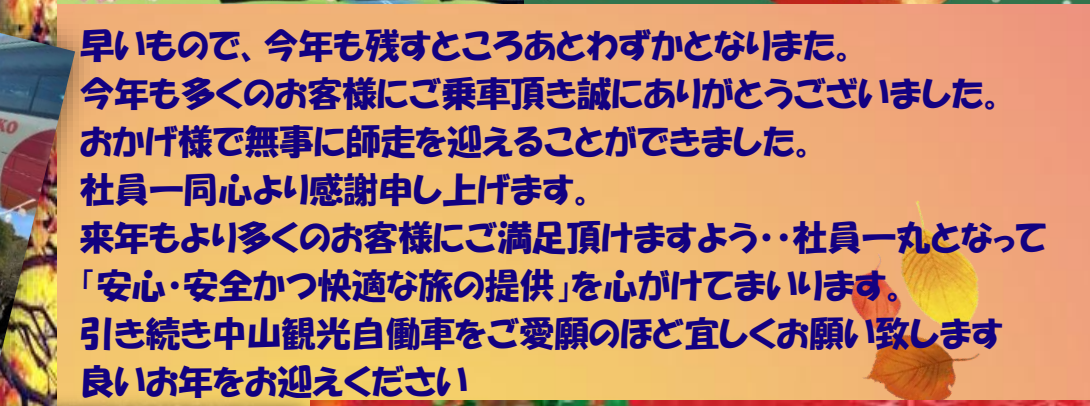 早いもので、今年も残すところあとわずかとなりまた。
今年も多くのお客様にご乗車頂き誠にありがとうございました。
おかげ様で無事に師走を迎えることができました。
社員一同心より感謝申し上げます。
来年もより多くのお客様にご満足頂けますよう・・社員一丸となって
「安心・安全かつ快適な旅の提供」を心がけてまいります。
引き続き中山観光自働車をご愛願のほど宜しくお願い致します
良いお年をお迎えください
KO